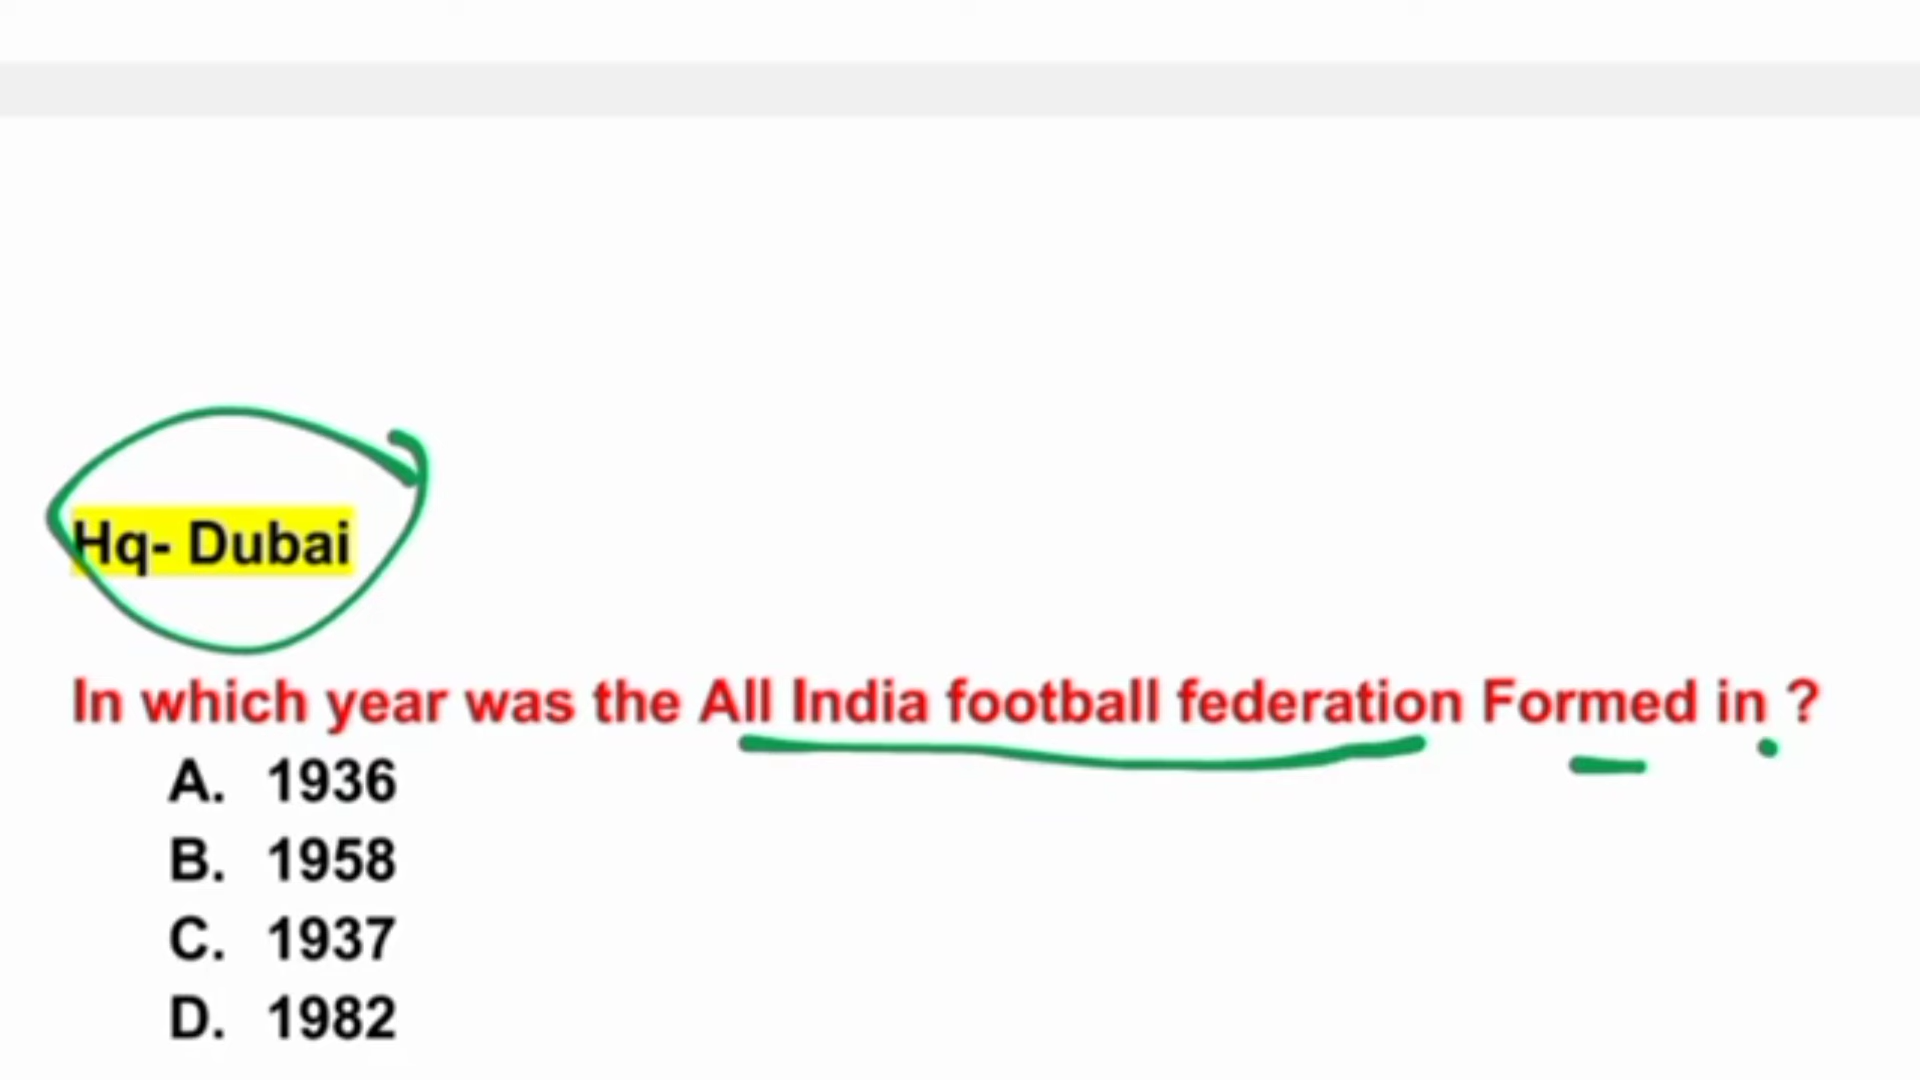 Hq- Dubai
In which year was the All India football federation Formed in ?
A. 1936
B. 1958
C. 1937
D. 1982